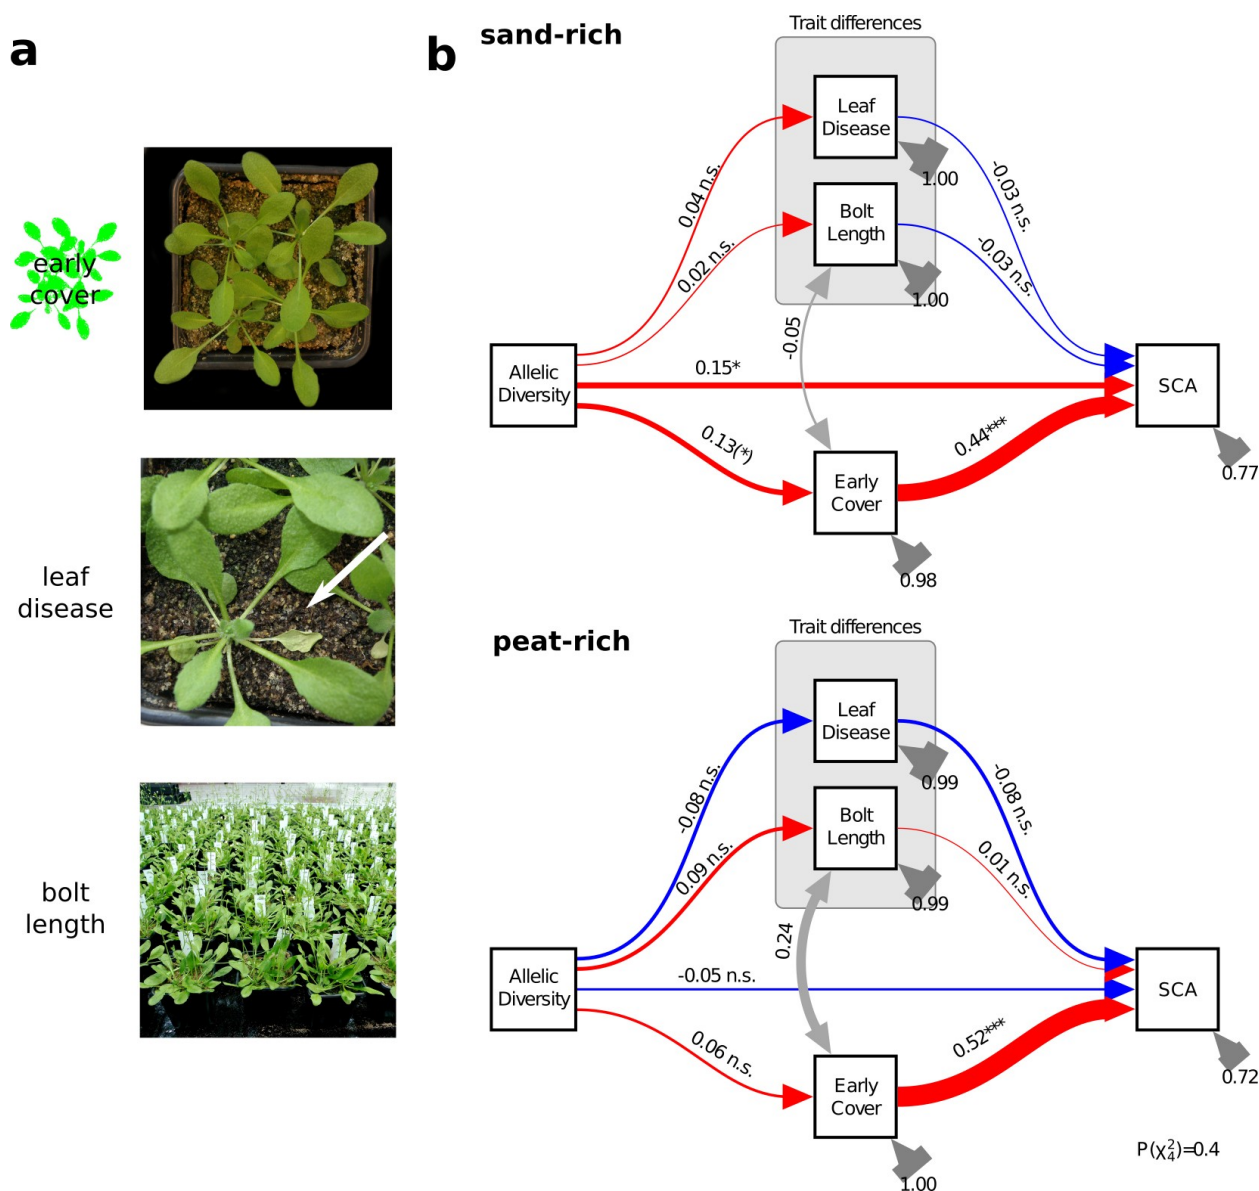 a
early
cover
leaf
disease
bolt
length
b
sand-rich
Trait differences
Leaf
Disease
1.00
Bolt
Length
1.00
0.04 n.s.
0.02 n.s.
-0.03 n.s.
-0.03 n.s.
-0.05
Allelic
Diversity
0.15*
SCA
0.77
0.13(*)
0.44***
Early
Cover
0.98
peat-rich
Trait differences
Leaf
Disease
0.99
Bolt
Length
0.99
-0.08 n.s.
0.09 n.s.
-0.08 n.s.
0.01 n.s.
0.24
Allelic
Diversity
-0.05 n.s.
SCA
0.72
0.06 n.s.
0.52***
Early
Cover
1.00
P(χ²₄)=0.4